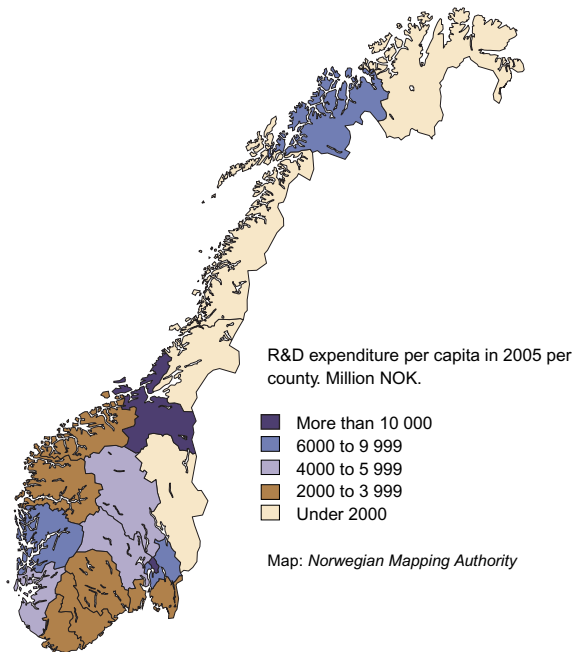 R&D expenditure per capita in 2005 per
county. Million NOK.
More than 10 000
6000 to 9 999
4000 to 5 999
2000 to 3 999
Under 2000
Map: Norwegian Mapping Authority